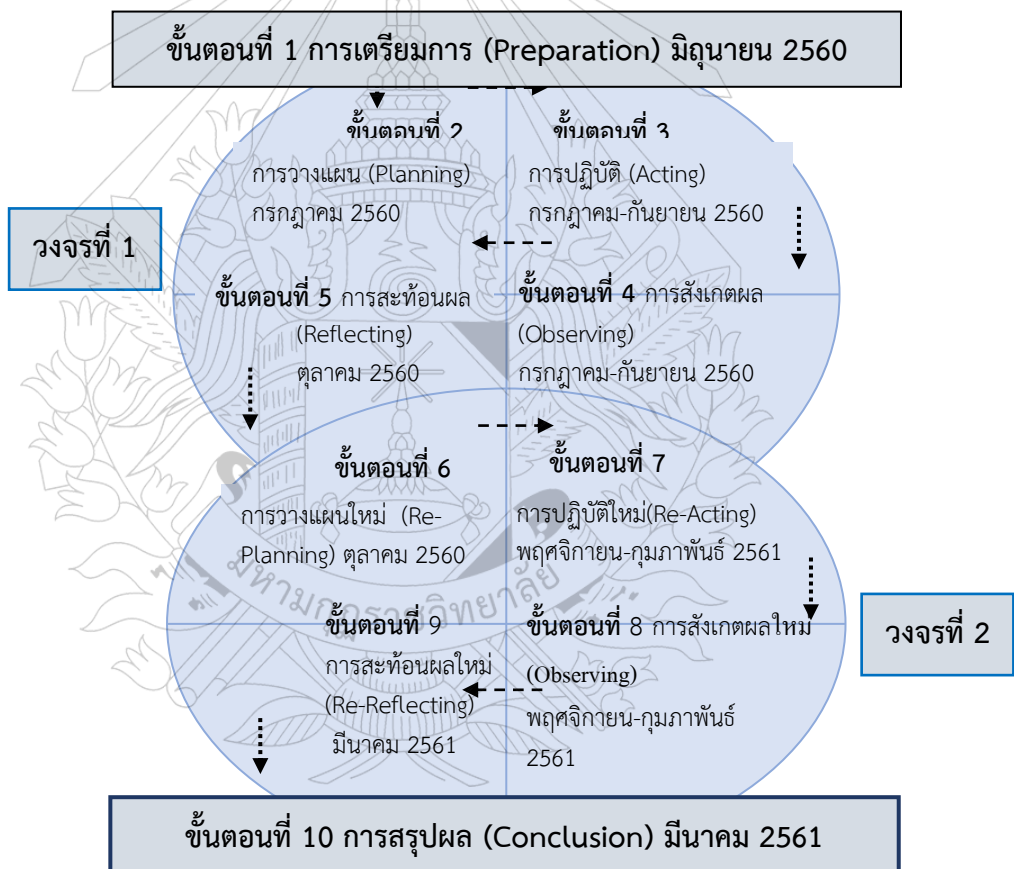 ขั้นตอนที่ 1 การเตรียมการ (Preparation) มิถุนายน 2560
ขั้นตอนที่ 2
การวางแผน (Planning)
กรกฎาคม 2560
ขั้นตอนที่ 3
การปฏิบัติ (Acting)
กรกฎาคม-กันยายน 2560
วงจรที่ 1
ขั้นตอนที่ 4 การสังเกตผล
(Observing)
กรกฎาคม-กันยายน 2560
ขั้นตอนที่ 5 การสะท้อนผล
(Reflecting)
ตุลาคม 2560
ขั้นตอนที่ 6
การวางแผนใหม่ (Re-
Planning) ตุลาคม 2560
ขั้นตอนที่ 7
การปฏิบัติใหม่(Re-Acting)
พฤศจิกายน-กุมภาพันธ์ 2561
วงจรที่ 2
ขั้นตอนที่ 8 การสังเกตผลใหม่
(Observing)
พฤศจิกายน-กุมภาพันธ์
2561
ขั้นตอนที่ 9
การสะท้อนผลใหม่
(Re-Reflecting)
มีนาคม 2561
ขั้นตอนที่ 10 การสรุปผล (Conclusion) มีนาคม 2561
มหามกุฏราชวิทยาลัย